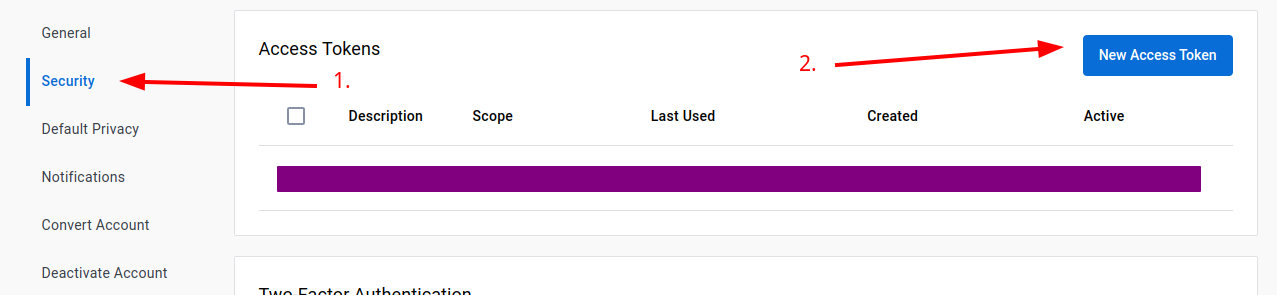 General
Security
Default Privacy
Notifications
Convert Account
Deactivate Account
1.
Access Tokens
2.
New Access Token
Description Scope Last Used Created Active
Two Factor Authentication